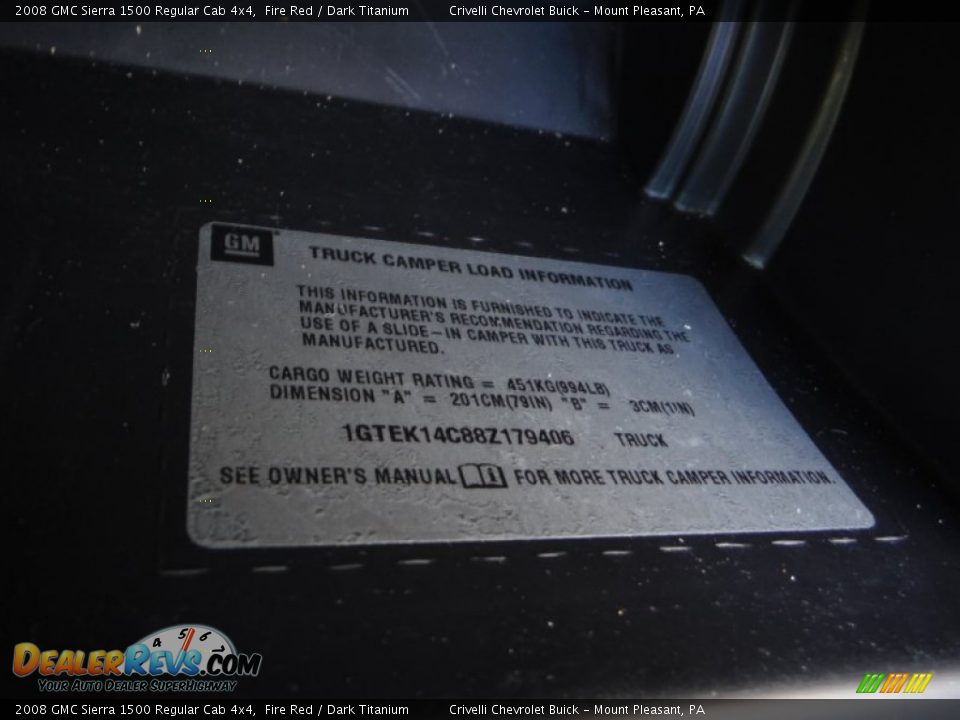 2008 GMC Sierra 1500 Regular Cab 4x4,  Fire Red / Dark Titanium    Crivelli Chevrolet Buick - Mount Pleasant, PA
GM
TRUCK CAMPER LOAD INFORMATION
THIS INFORMATION IS FURNISHED TO INDICATE THE
MANUFACTURER'S RECOMMENDATION REGARDING THE
USE OF A SLIDE-IN CAMPER WITH THIS TRUCK AS
MANUFACTURED.
CARGO WEIGHT RATING = 451KG(994LB)
DIMENSION "A" = 201CM(79IN) "B" = 3CM(1IN)
1GTEK14C88Z179406 TRUCK
SEE OWNER'S MANUAL FOR MORE TRUCK CAMPER INFORMATION.
4 5 6
DEALERREVS.COM
YOUR AUTO DEALER SUPERHIGHWAY
2008 GMC Sierra 1500 Regular Cab 4x4,  Fire Red / Dark Titanium    Crivelli Chevrolet Buick - Mount Pleasant, PA